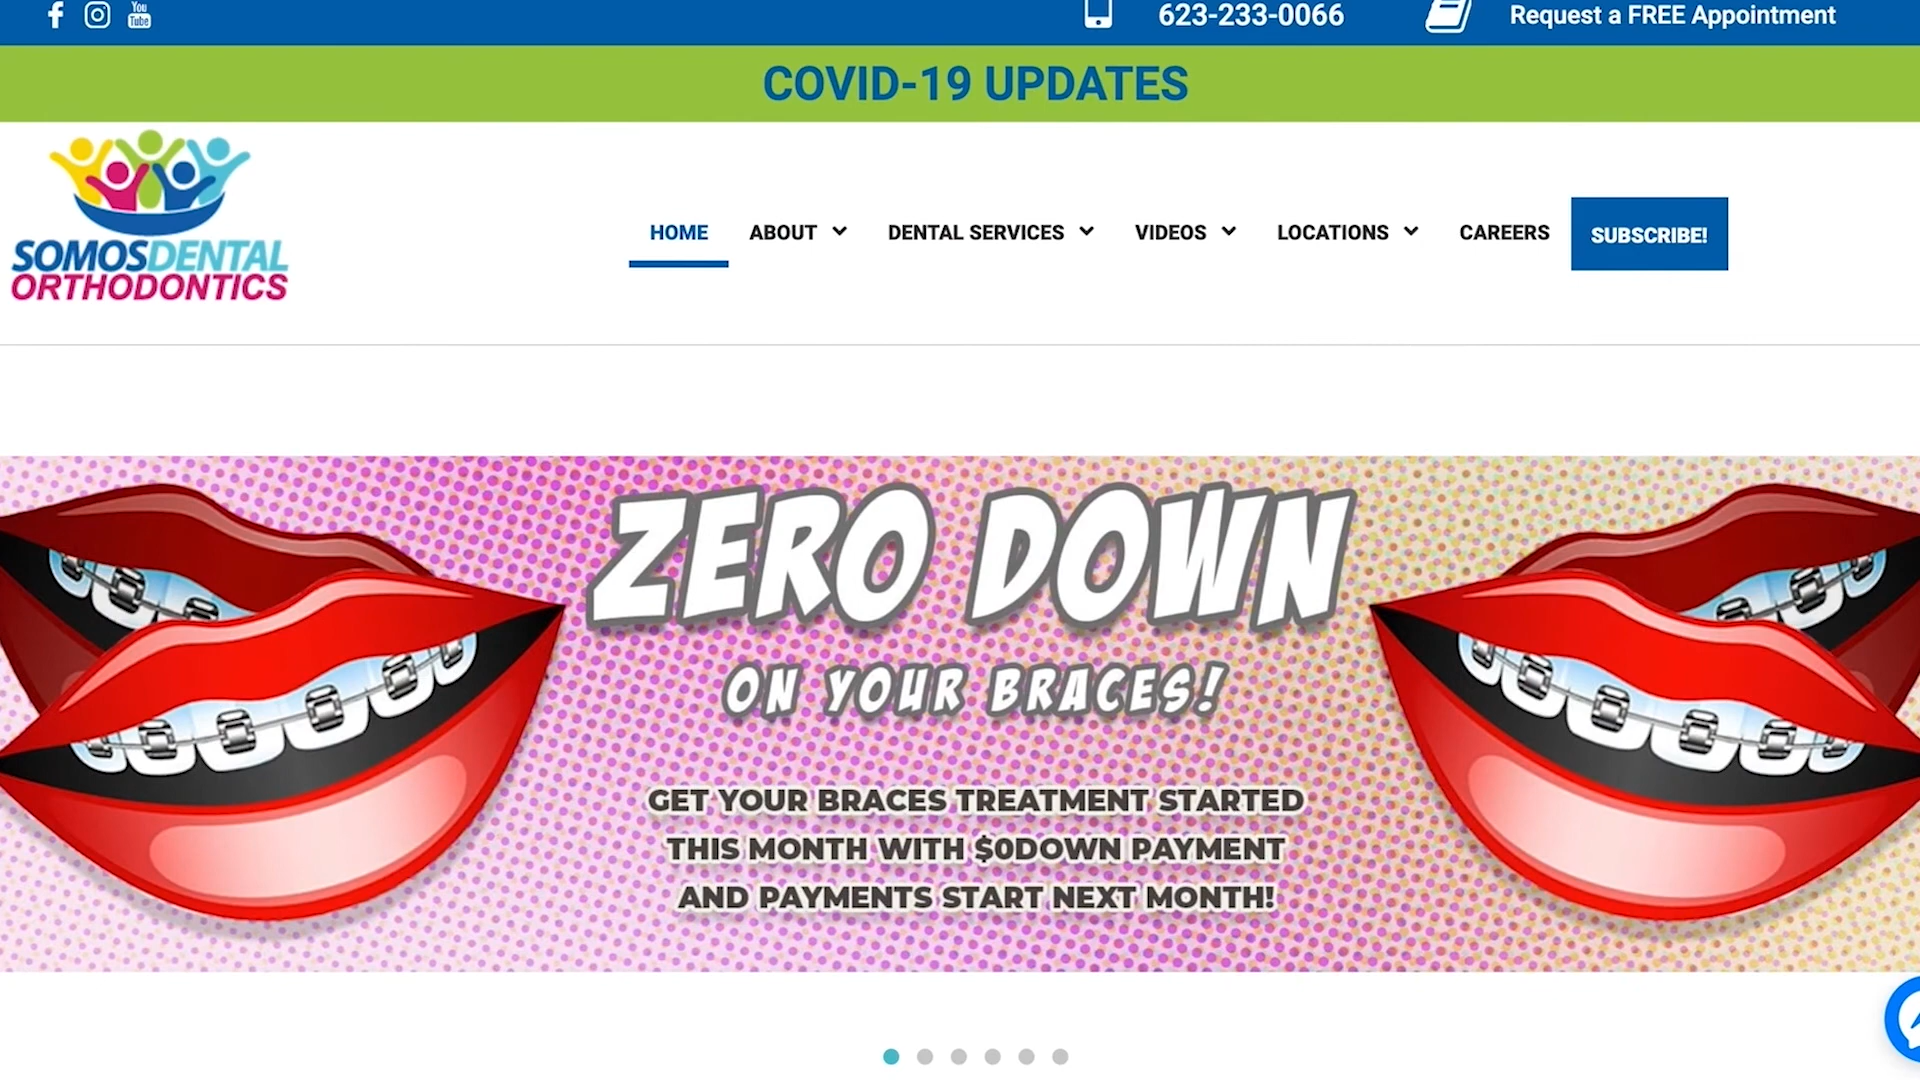 You
Tube
623-233-0066
Request a FREE Appointment
COVID-19 UPDATES
SOMOSDENTAL
ORTHODONTICS
HOME
ABOUT
DENTAL SERVICES
VIDEOS
LOCATIONS
CAREERS
SUBSCRIBE!
ZERO DOWN
ON YOUR BRACES!
GET YOUR BRACES TREATMENT STARTED
THIS MONTH WITH $0DOWN PAYMENT
AND PAYMENTS START NEXT MONTH!